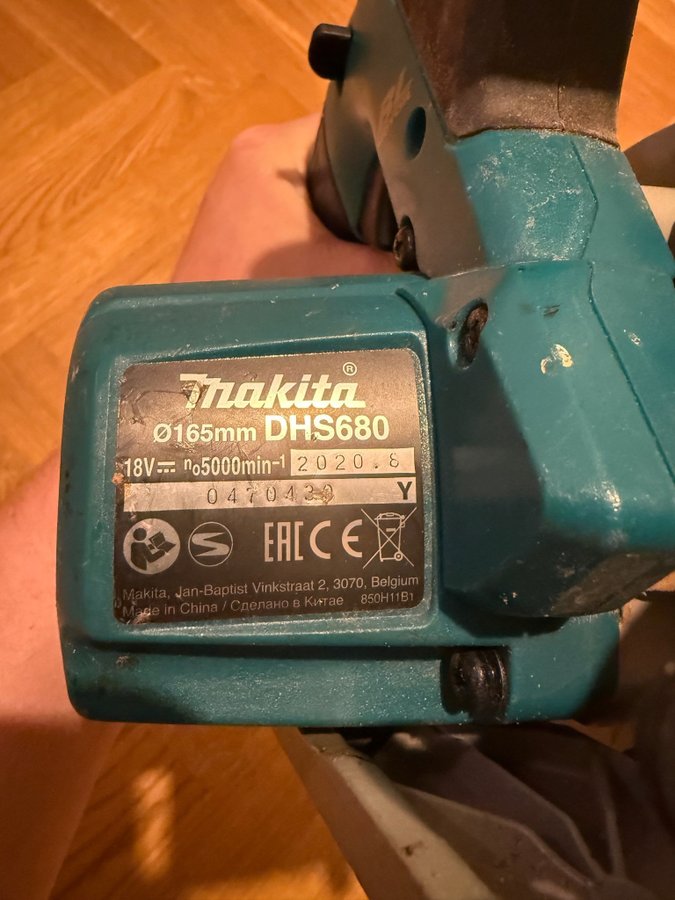 makita®
Ø165mm DHS680
18V⎓ n₀5000min⁻¹ 2020.8
0470430 Y
EAC CE
Makita, Jan-Baptist Vinkstraat 2, 3070, Belgium
Made in China / Сделано в Китае 850H11B1